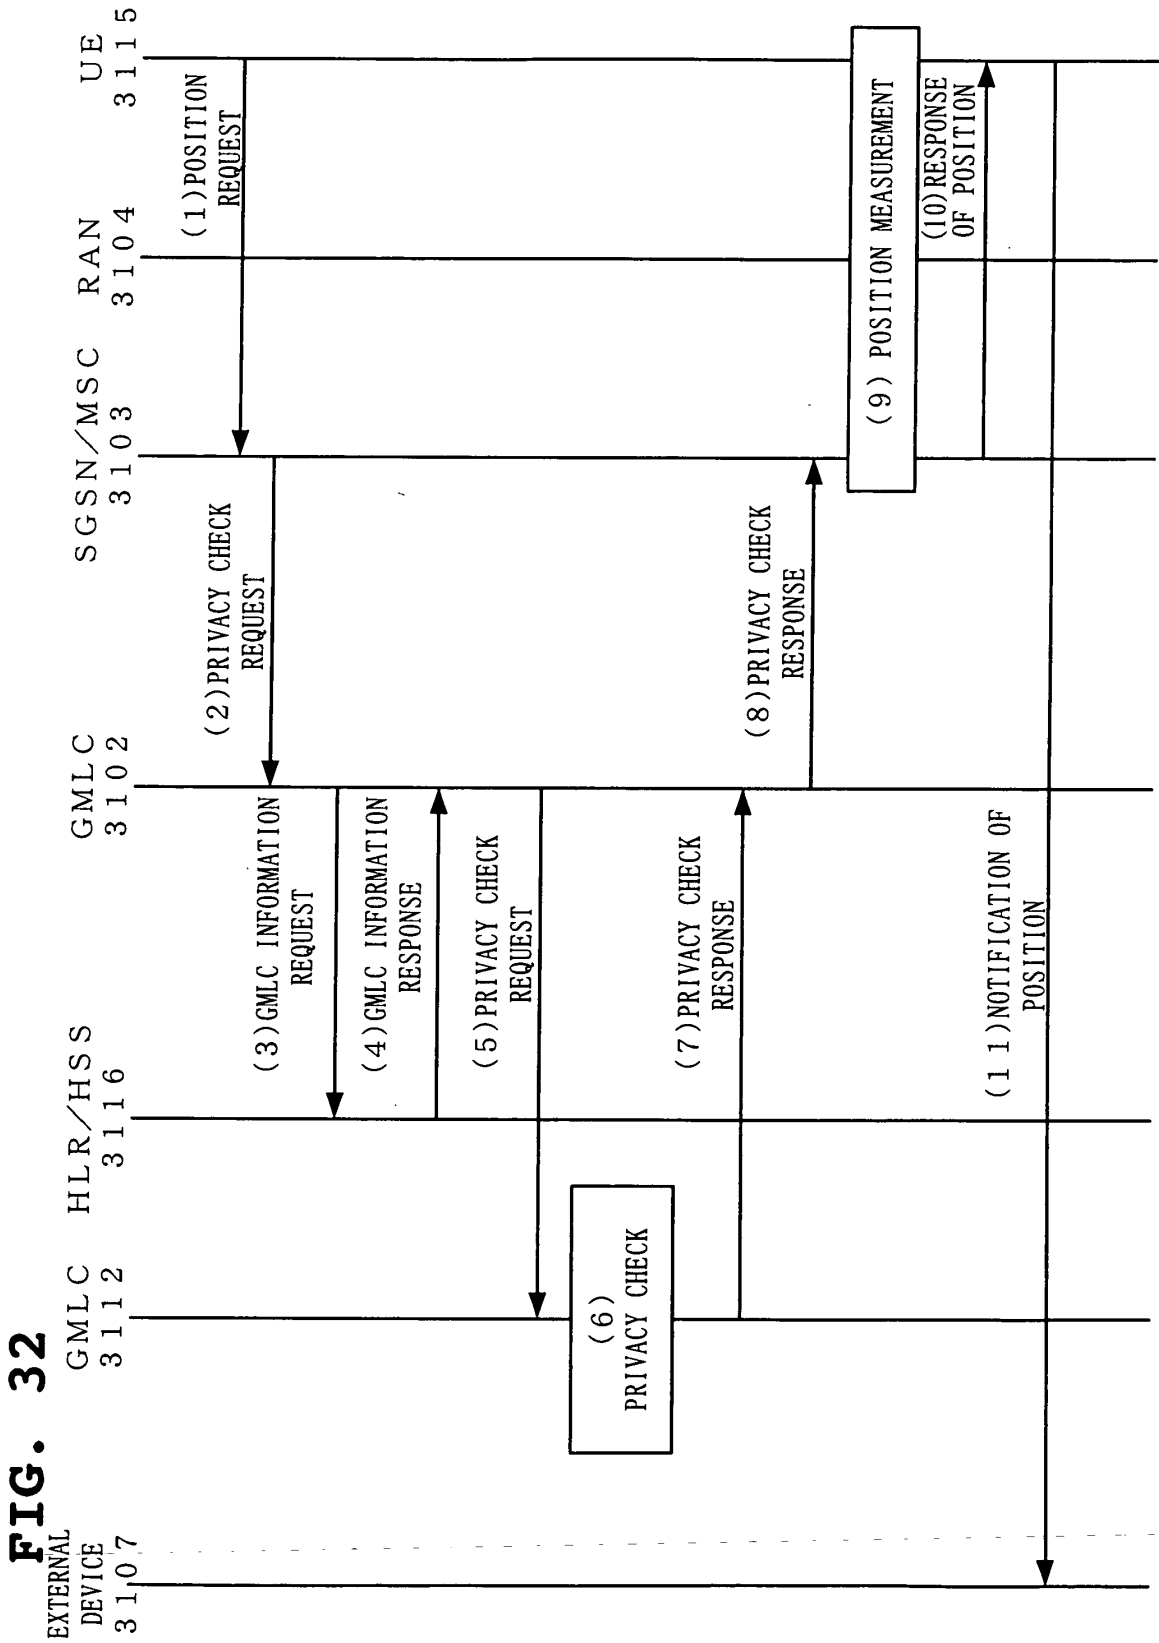 FIG. 32
EXTERNAL
DEVICE
3107
GMLC
3112
HLR/HSS
3116
GMLC
3102
SGSN/MSC
3103
RAN
3104
UE
3115
(1)POSITION
REQUEST
(2)PRIVACY CHECK
REQUEST
(3)GMLC INFORMATION
REQUEST
(4)GMLC INFORMATION
RESPONSE
(5)PRIVACY CHECK
REQUEST
(6)
PRIVACY CHECK
(7)PRIVACY CHECK
RESPONSE
(8)PRIVACY CHECK
RESPONSE
(9) POSITION MEASUREMENT
(10)RESPONSE
OF POSITION
(11)NOTIFICATION OF
POSITION